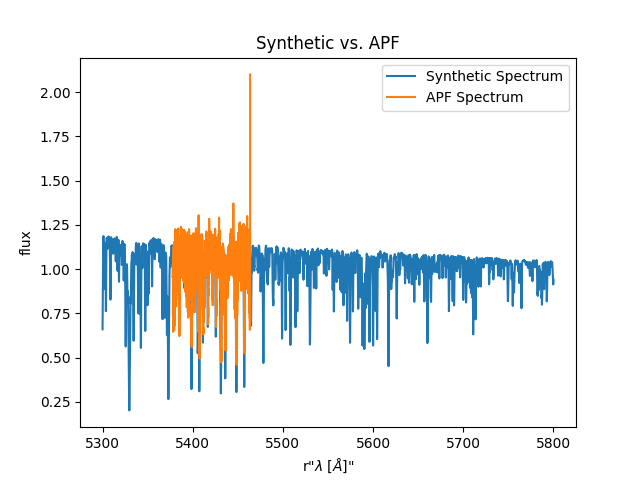 Synthetic vs. APF
Synthetic Spectrum
APF Spectrum
2.00
1.75
1.50
1.25
1.00
0.75
0.50
0.25
flux
5300 5400 5500 5600 5700 5800
r"λ [Å]"